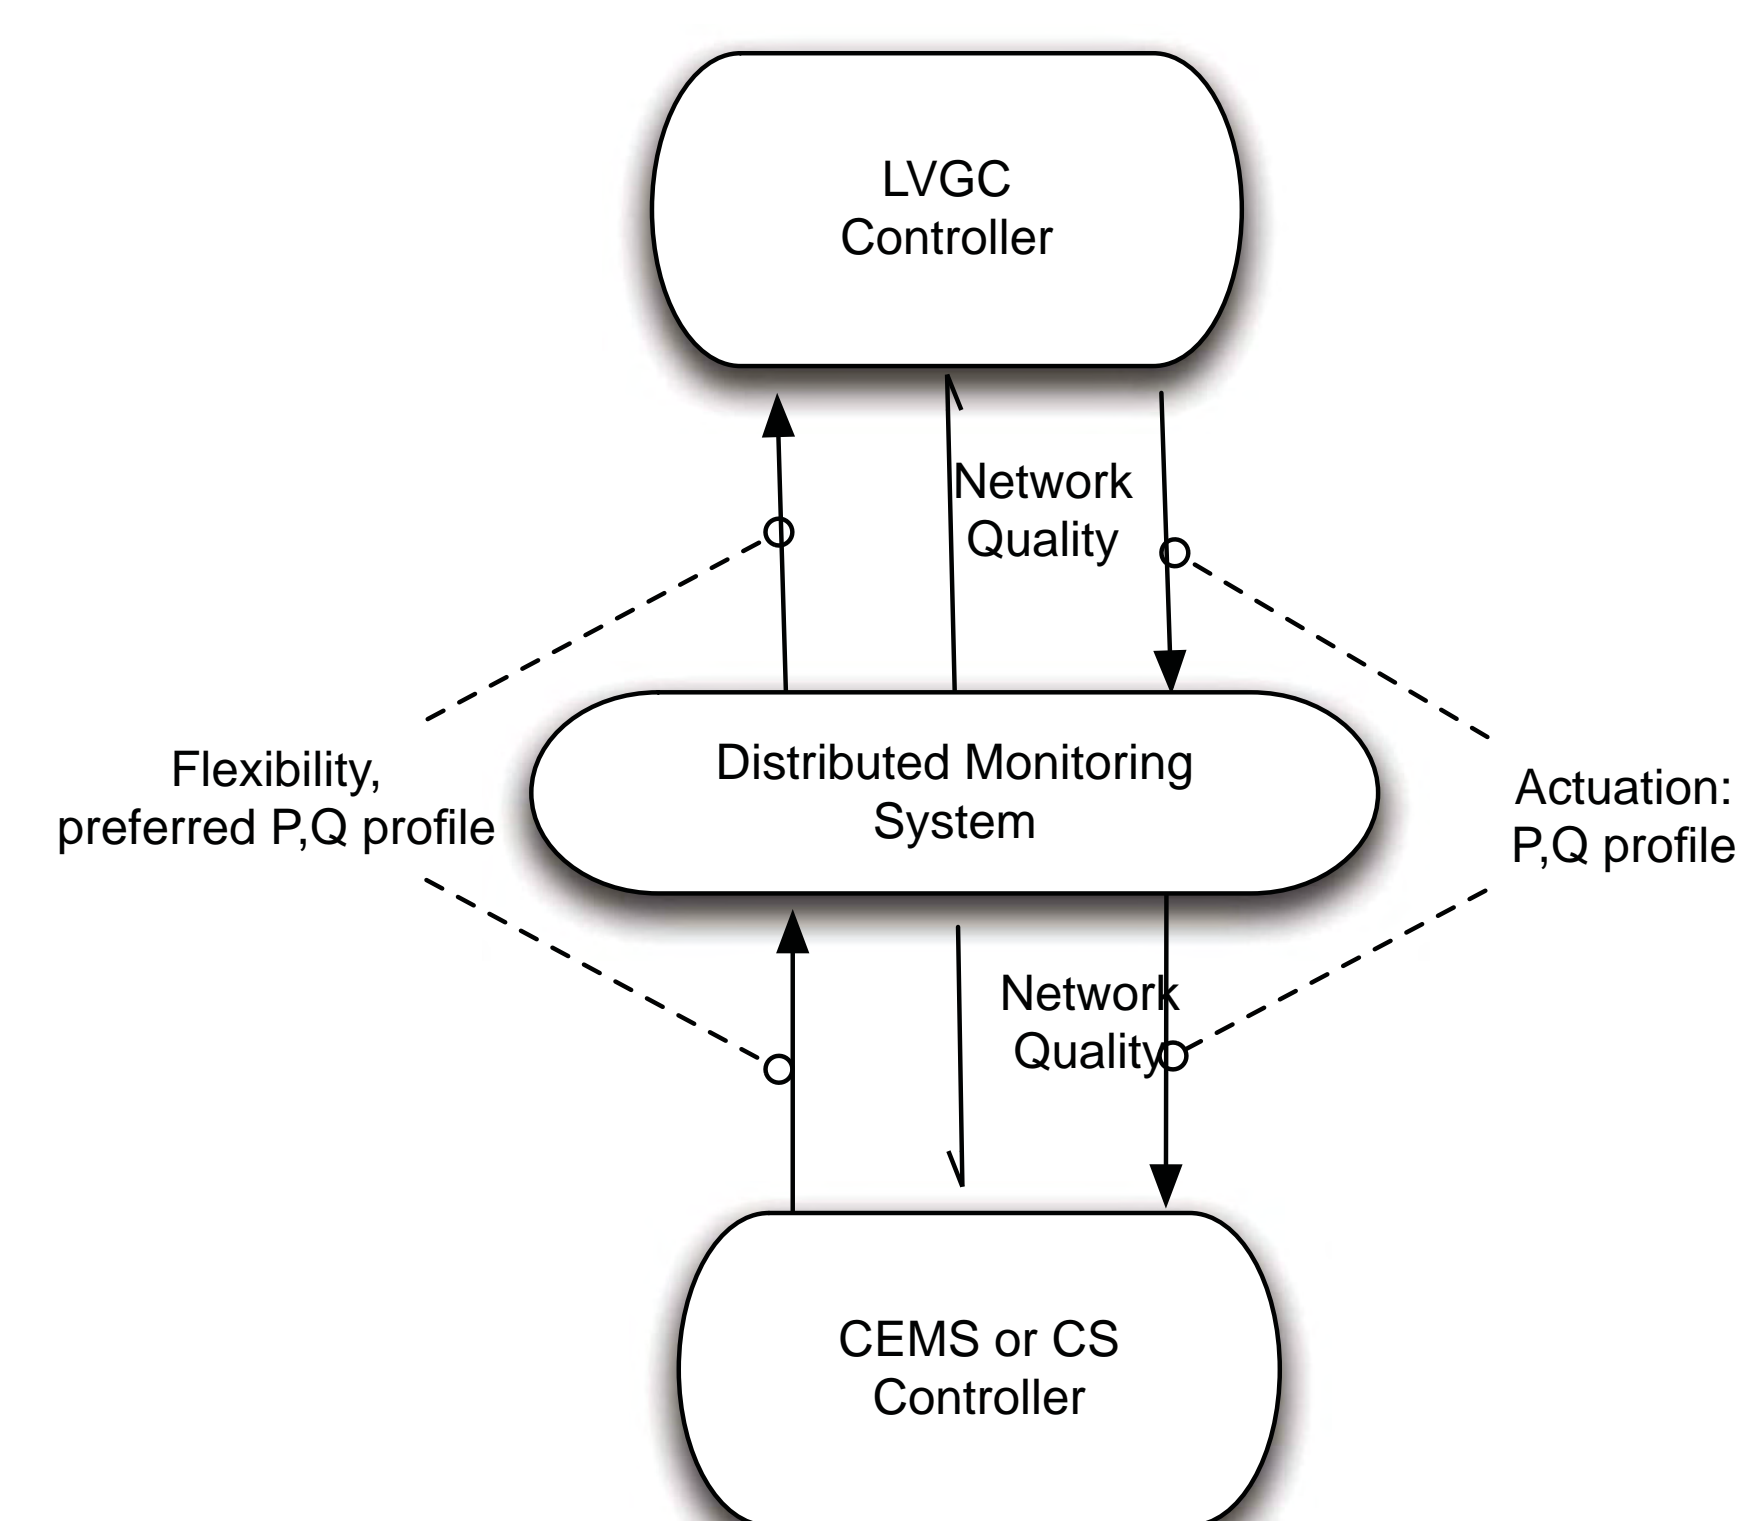 LVGC
Controller
Network
Quality
Distributed Monitoring
System
Flexibility,
preferred P,Q profile
Actuation:
P,Q profile
Network
Quality
CEMS or CS
Controller